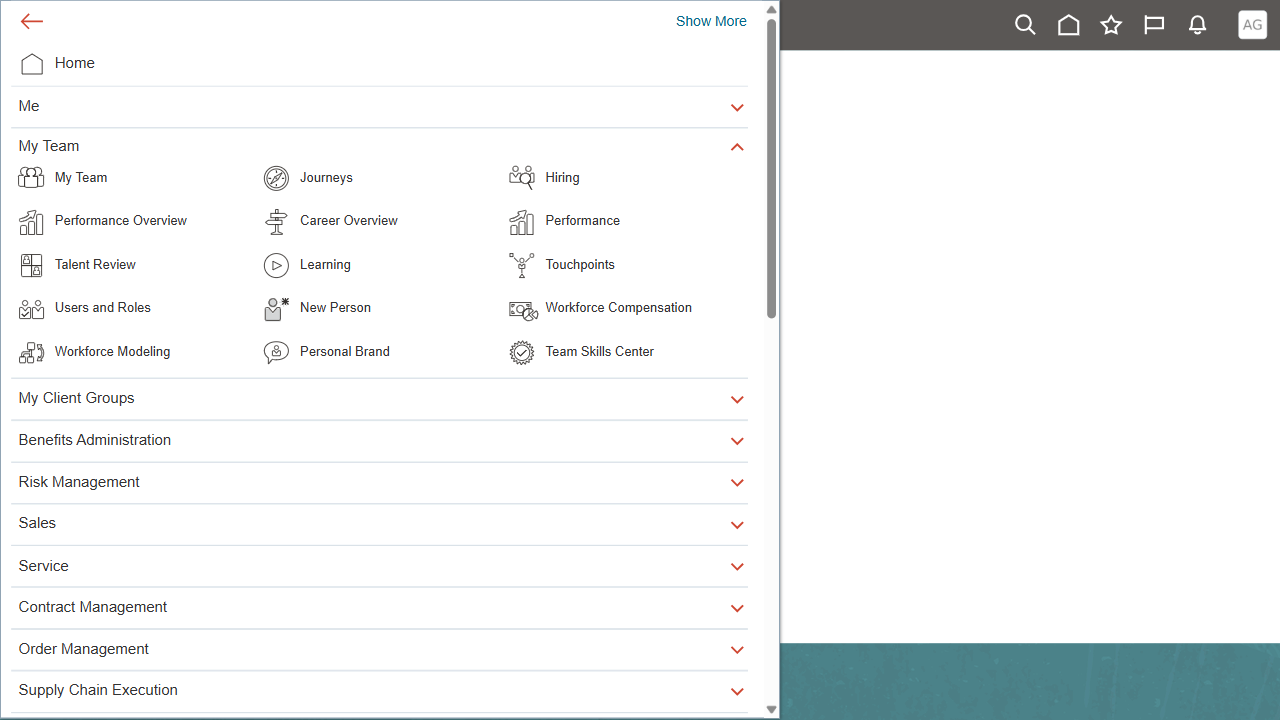 Show More
AG
Home
Me
My Team
My Team Journeys Hiring
Performance Overview Career Overview Performance
Talent Review Learning Touchpoints
Users and Roles New Person Workforce Compensation
Workforce Modeling Personal Brand Team Skills Center
My Client Groups
Benefits Administration
Risk Management
Sales
Service
Contract Management
Order Management
Supply Chain Execution